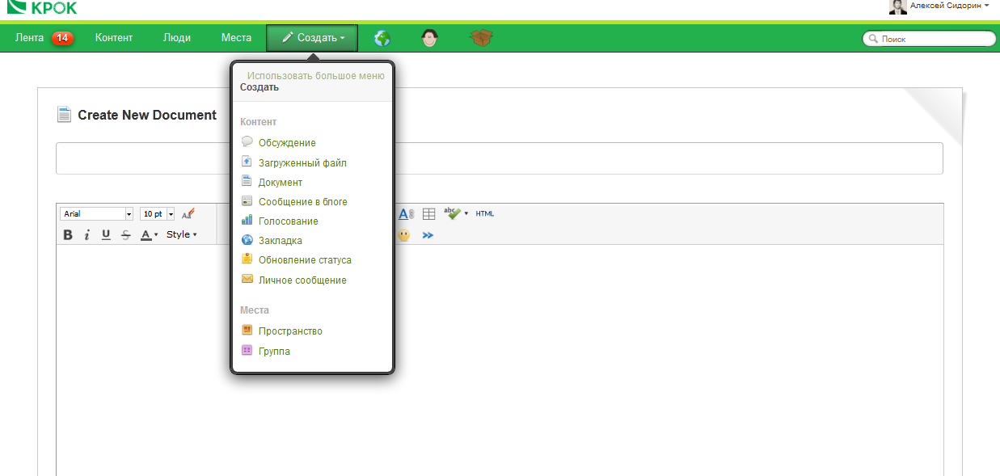 КРОК
Алексей Сидорин
Лента 14 Контент Люди Места Создать
Поиск
Использовать большое меню
Создать
Create New Document
Контент
Обсуждение
Загруженный файл
Документ
Сообщение в блоге
Голосование
Закладка
Обновление статуса
Личное сообщение
Места
Пространство
Группа
Arial 10 pt A abc HTML
B i U S A Style